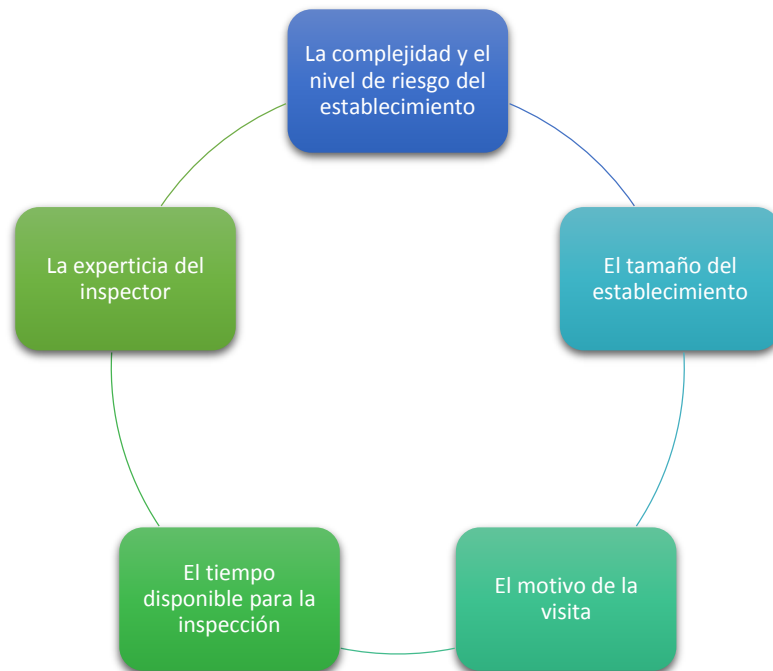 La complejidad y el
nivel de riesgo del
establecimiento
El tamaño del
establecimiento
El motivo de la
visita
El tiempo
disponible para la
inspección
La experticia del
inspector